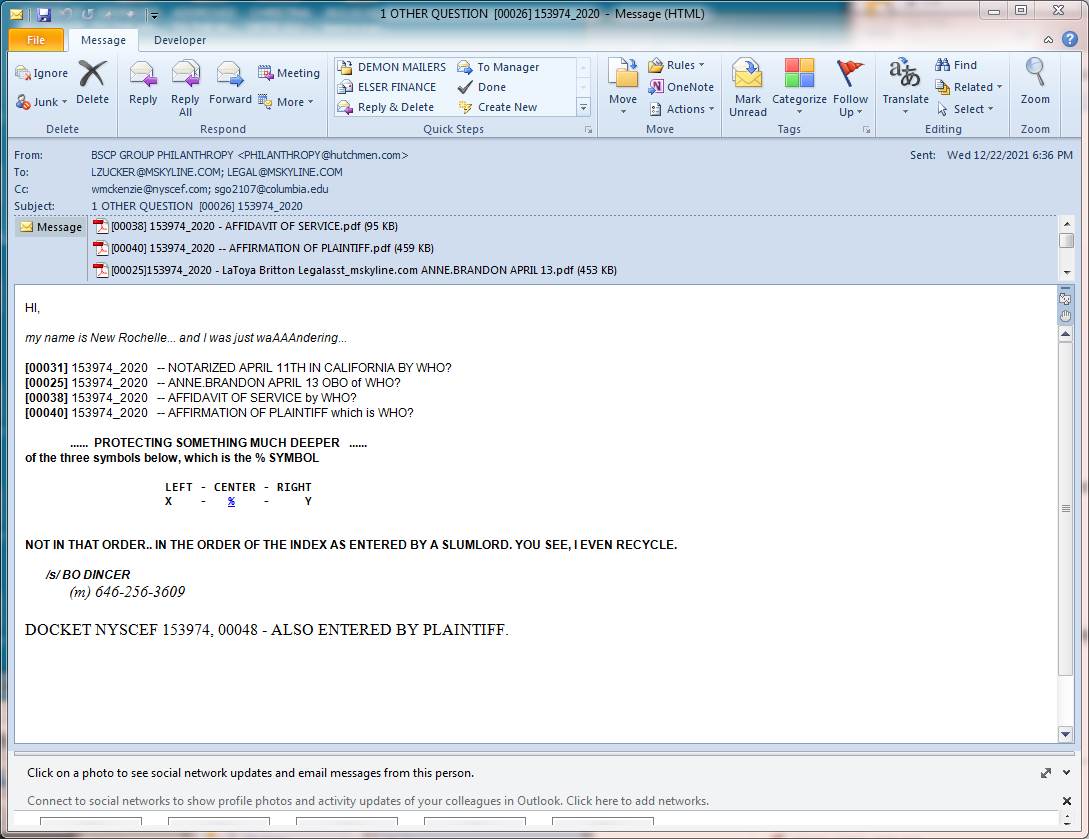 1 OTHER QUESTION [00026] 153974_2020 - Message (HTML)
File Message Developer
Ignore
Junk
Delete
Reply
Reply All
Forward
Meeting
More
DEMON MAILERS
ELSER FINANCE
Reply & Delete
To Manager
Done
Create New
Move
Rules
OneNote
Actions
Mark Unread
Categorize
Follow Up
Translate
Find
Related
Select
Zoom
Delete Respond Quick Steps Move Tags Editing Zoom
From: BSCP GROUP PHILANTHROPY <PHILANTHROPY@hutchmen.com> Sent: Wed 12/22/2021 6:36 PM
To: LZUCKER@MSKYLINE.COM; LEGAL@MSKYLINE.COM
Cc: wmckenzie@nyscef.com; sgo2107@columbia.edu
Subject: 1 OTHER QUESTION [00026] 153974_2020
Message [00038] 153974_2020 - AFFIDAVIT OF SERVICE.pdf (95 KB)
[00040] 153974_2020 -- AFFIRMATION OF PLAINTIFF.pdf (459 KB)
[00025]153974_2020 - LaToya Britton Legalasst_mskyline.com ANNE.BRANDON APRIL 13.pdf (453 KB)
HI,
my name is New Rochelle... and I was just waAAAndering...
[00031] 153974_2020 -- NOTARIZED APRIL 11TH IN CALIFORNIA BY WHO?
[00025] 153974_2020 -- ANNE.BRANDON APRIL 13 OBO of WHO?
[00038] 153974_2020 -- AFFIDAVIT OF SERVICE by WHO?
[00040] 153974_2020 -- AFFIRMATION OF PLAINTIFF which is WHO?
...... PROTECTING SOMETHING MUCH DEEPER ......
of the three symbols below, which is the % SYMBOL
LEFT - CENTER - RIGHT
X - % - Y
NOT IN THAT ORDER.. IN THE ORDER OF THE INDEX AS ENTERED BY A SLUMLORD. YOU SEE, I EVEN RECYCLE.
/s/ BO DINCER
(m) 646-256-3609
DOCKET NYSCEF 153974, 00048 - ALSO ENTERED BY PLAINTIFF.
Click on a photo to see social network updates and email messages from this person.
Connect to social networks to show profile photos and activity updates of your colleagues in Outlook. Click here to add networks.